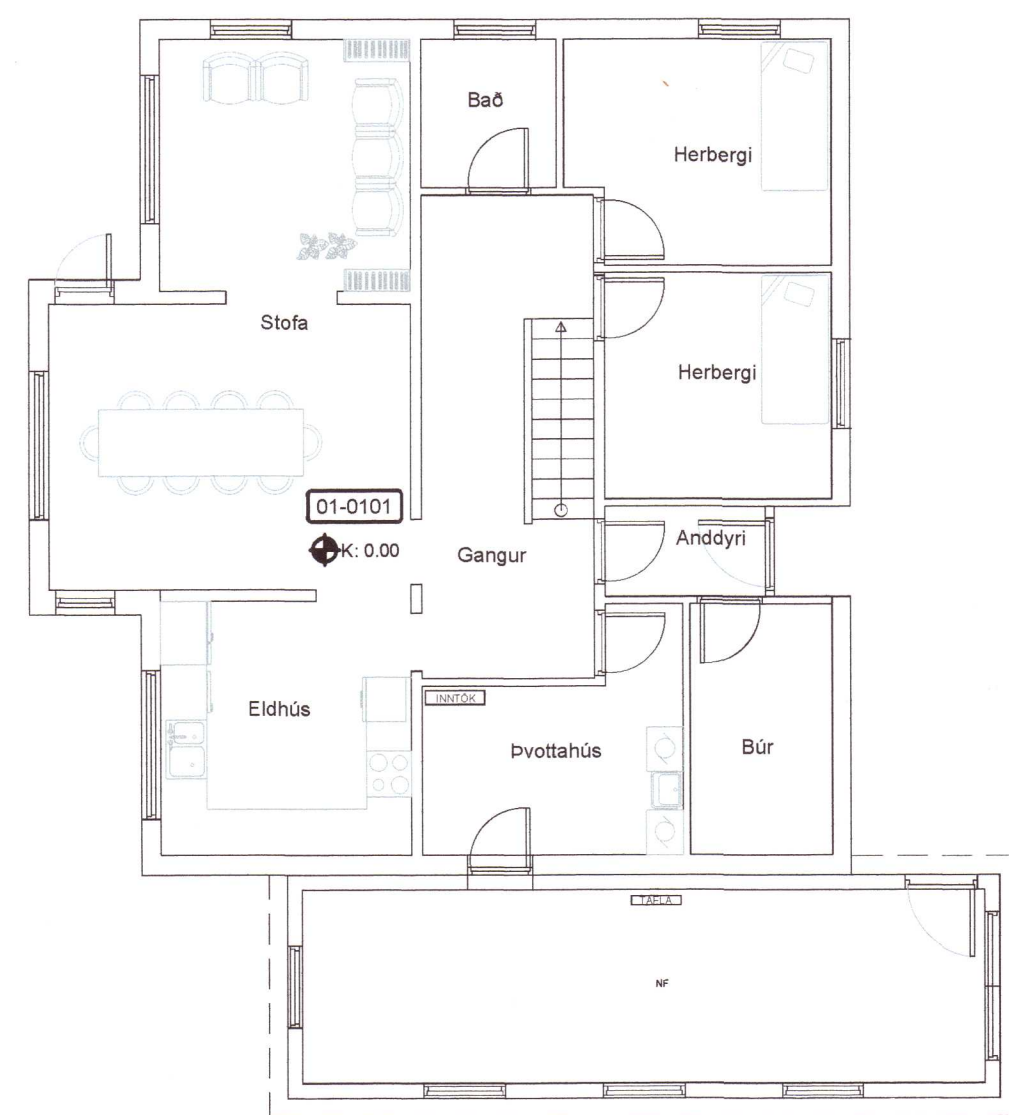 Bað
Herbergi
Stofa
Herbergi
01-0101
K: 0.00
Gangur
Anddyri
INNTÖK
Eldhús
Þvottahús
Búr
TAFLA
NF